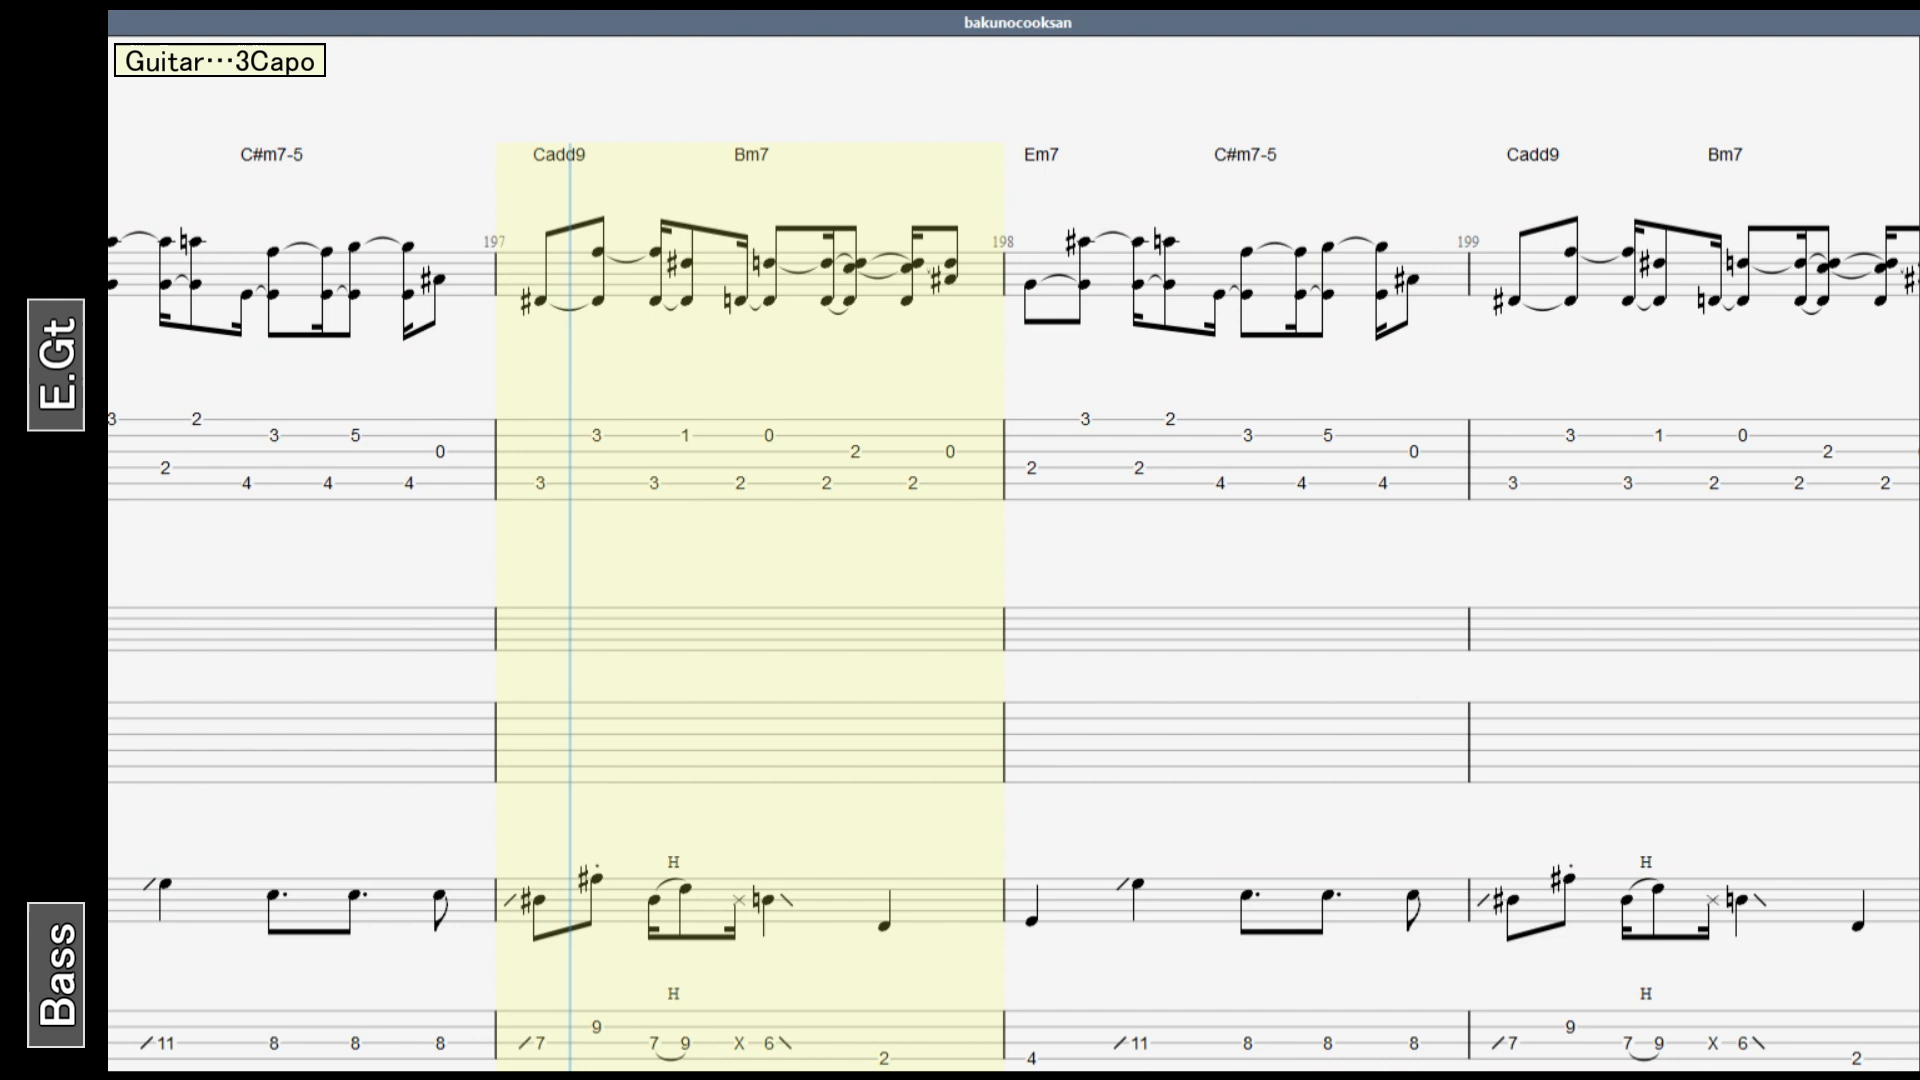 bakunocooksan
Guitar…3Capo
C#m7-5 Cadd9 Bm7 Em7 C#m7-5 Cadd9 Bm7
197 198 199
E.Gt
3 2 3 1 3 2 3 1
3 5 3 1 0 3 5 3 1 0
0 2 0 0 2
2 2 2
4 4 4 3 3 2 2 2 4 4 4 3 3 2 2 2
H H
Bass
H H
9 9
11 8 8 8 7 7 9 X 6 11 8 8 8 7 7 9 X 6
2 4 2